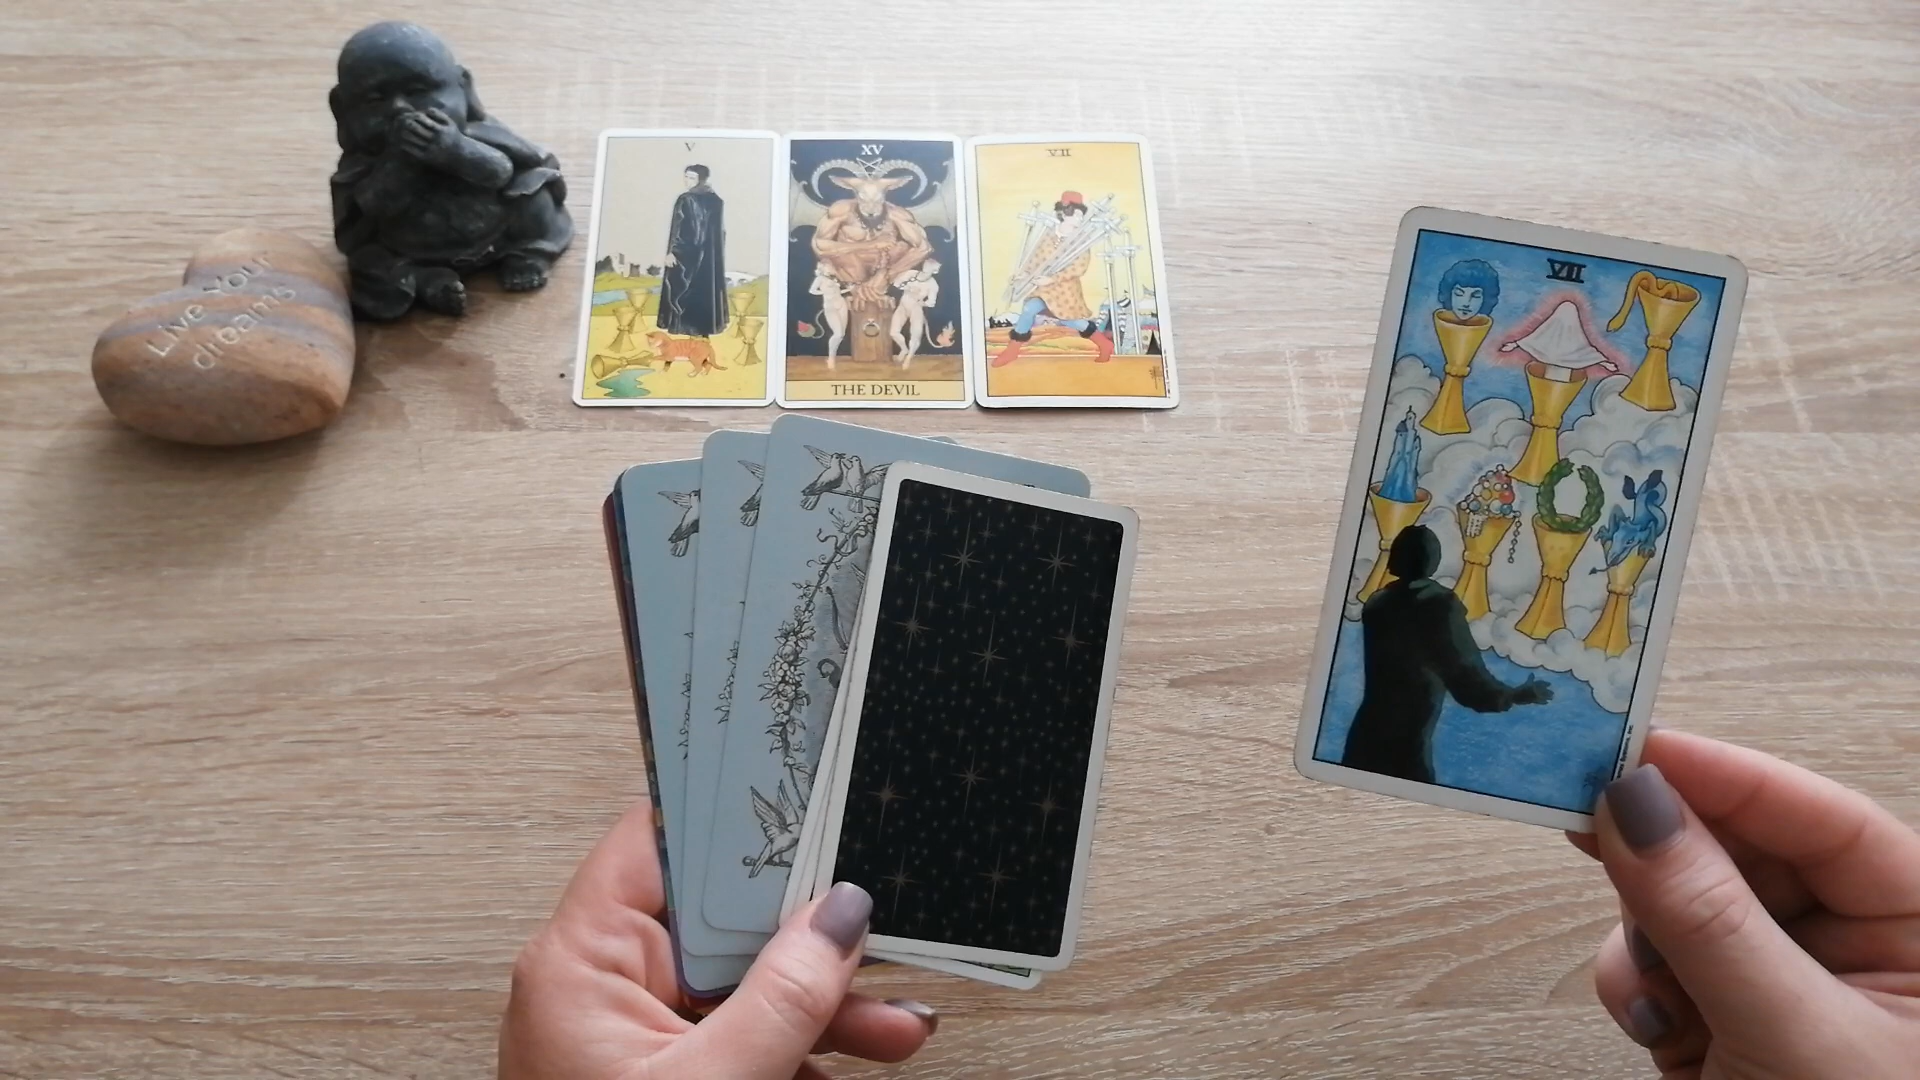 Live your
dreams
V
XV
THE DEVIL
VII
VII